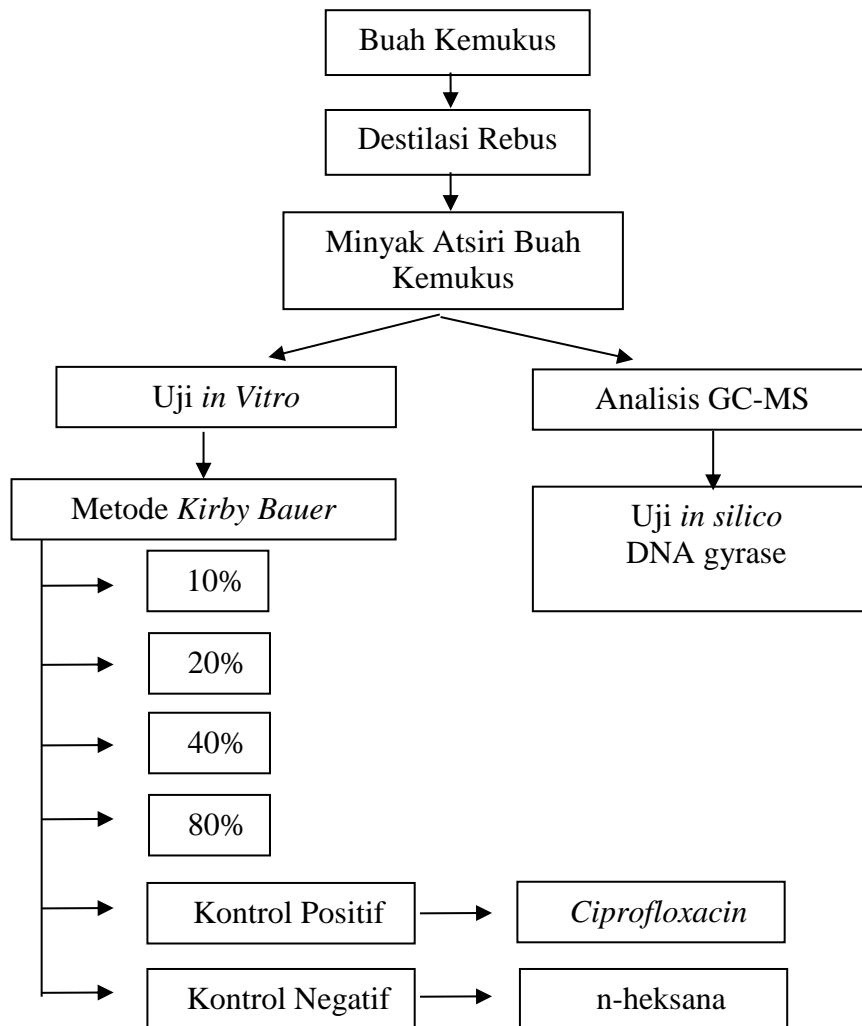 Buah Kemukus
Destilasi Rebus
Minyak Atsiri Buah
Kemukus
Uji in Vitro
Analisis GC-MS
Metode Kirby Bauer
Uji in silico
DNA gyrase
10%
20%
40%
80%
Kontrol Positif
Ciprofloxacin
Kontrol Negatif
n-heksana